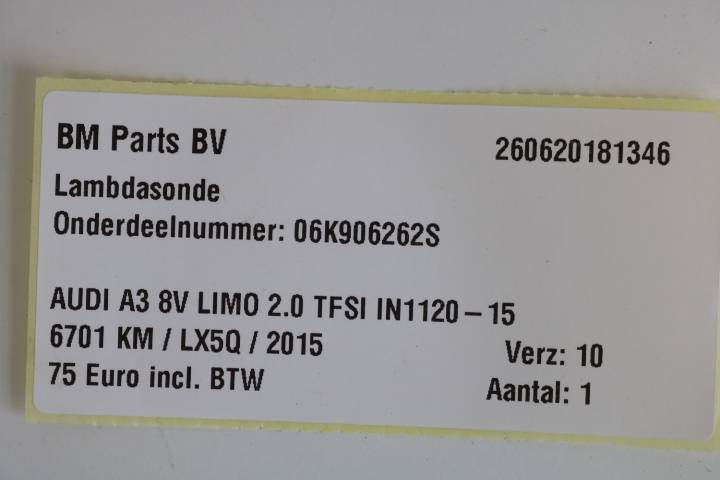 BM Parts BV 260620181346
Lambdasonde
Onderdeelnummer: 06K906262S
AUDI A3 8V LIMO 2.0 TFSI IN1120-15
6701 KM / LX5Q / 2015 Verz: 10
75 Euro incl. BTW Aantal: 1